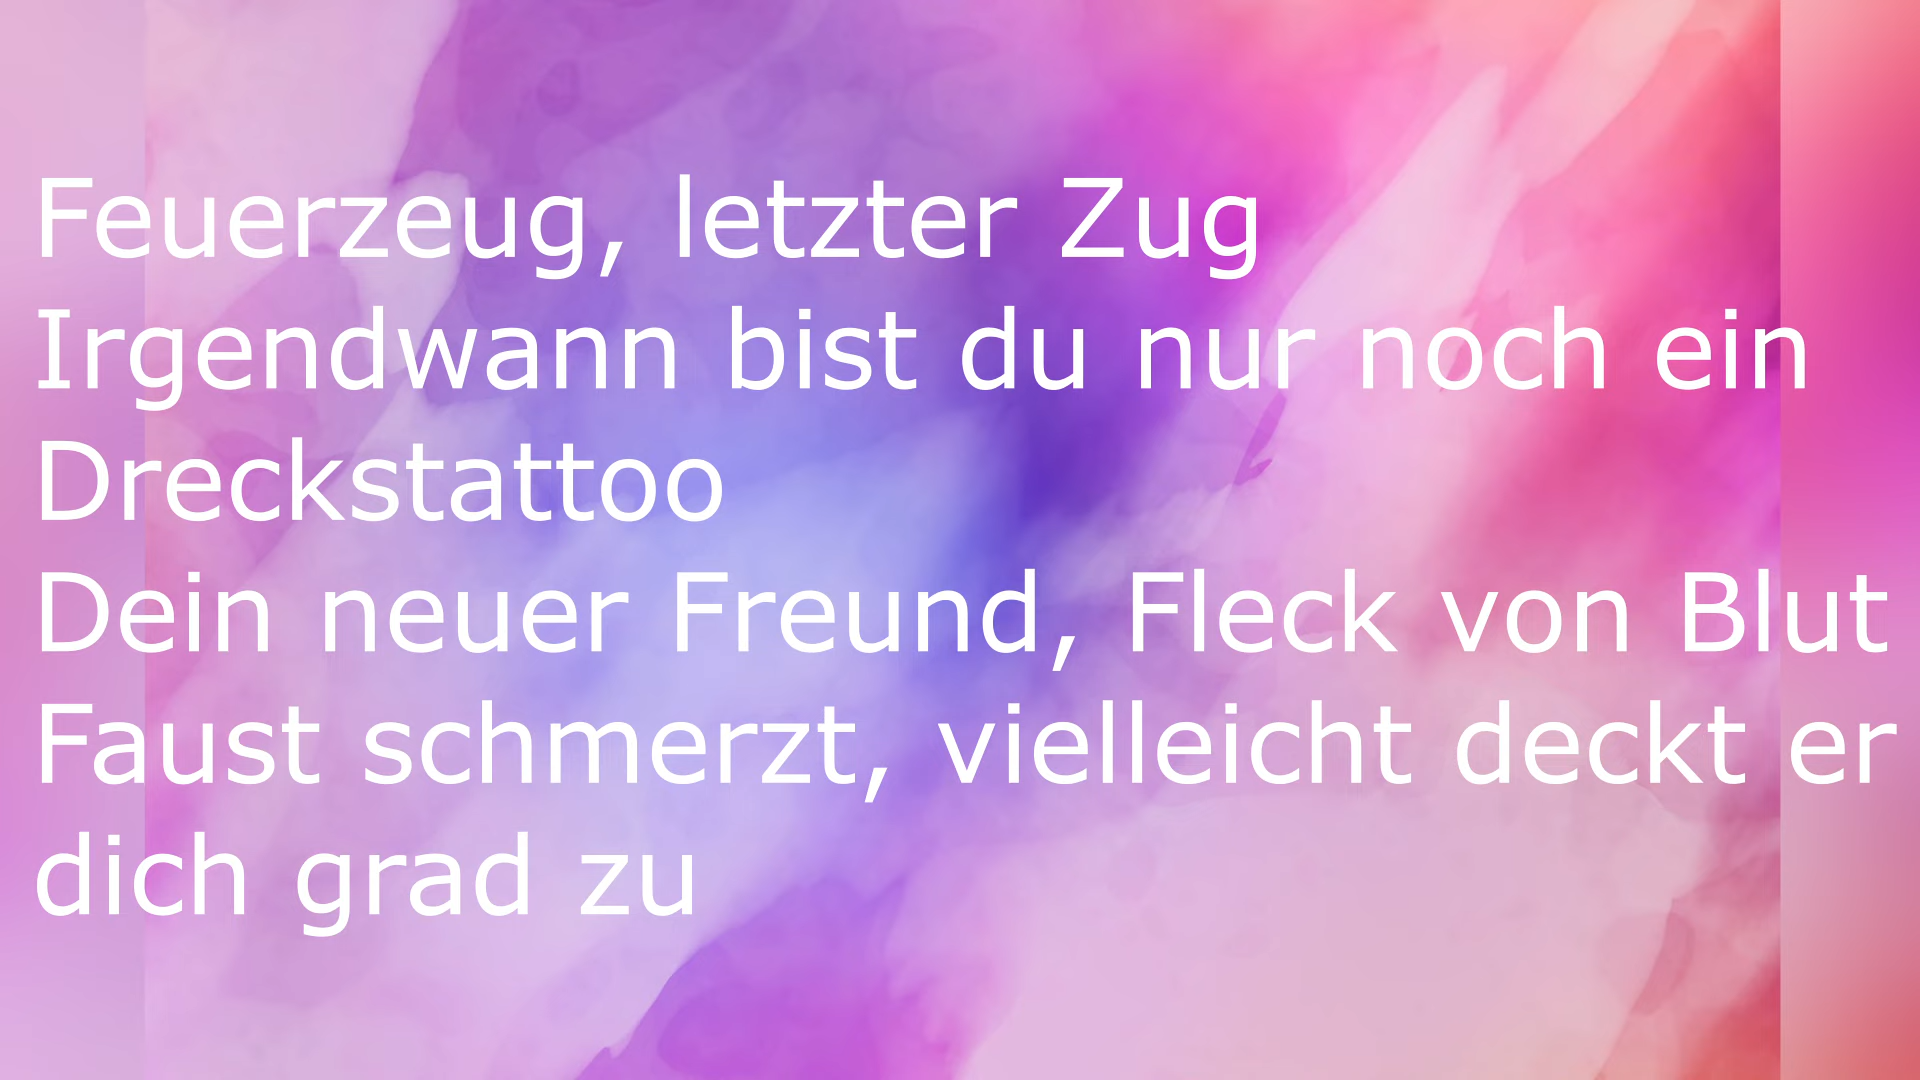 Feuerzeug, letzter Zug
Irgendwann bist du nur noch ein
Dreckstattoo
Dein neuer Freund, Fleck von Blut
Faust schmerzt, vielleicht deckt er
dich grad zu